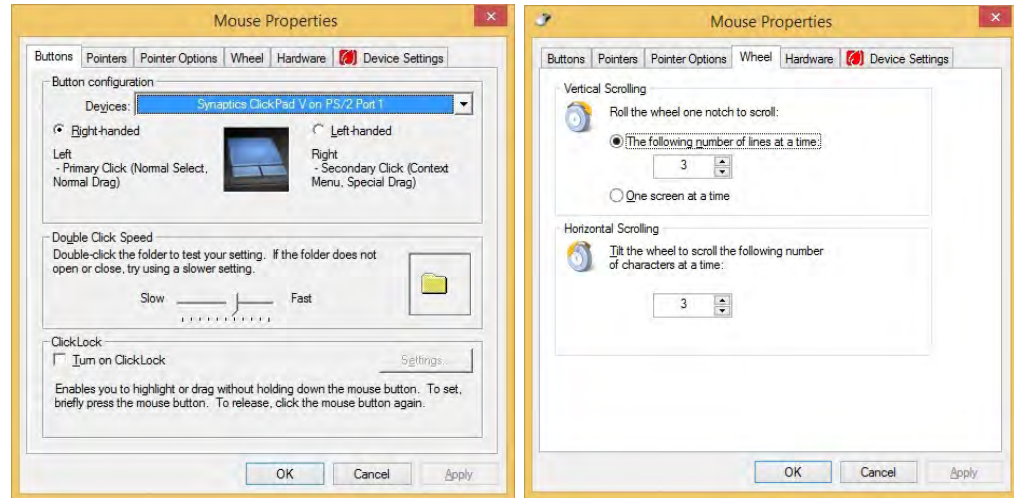 Mouse Properties
Buttons Pointers Pointer Options Wheel Hardware Device Settings
Button configuration
Devices: Synaptics ClickPad V on PS/2 Port 1
Right-handed
Left-handed
Left
- Primary Click (Normal Select,
Normal Drag)
Right
- Secondary Click (Context
Menu, Special Drag)
Double Click Speed
Double-click the folder to test your setting. If the folder does not
open or close, try using a slower setting.
Slow Fast
ClickLock
Turn on ClickLock
Settings...
Enables you to highlight or drag without holding down the mouse button. To set,
briefly press the mouse button. To release, click the mouse button again.
OK Cancel Apply
Mouse Properties
Buttons Pointers Pointer Options Wheel Hardware Device Settings
Vertical Scrolling
Roll the wheel one notch to scroll:
The following number of lines at a time:
3
One screen at a time
Horizontal Scrolling
Tilt the wheel to scroll the following number
of characters at a time:
3
OK Cancel Apply